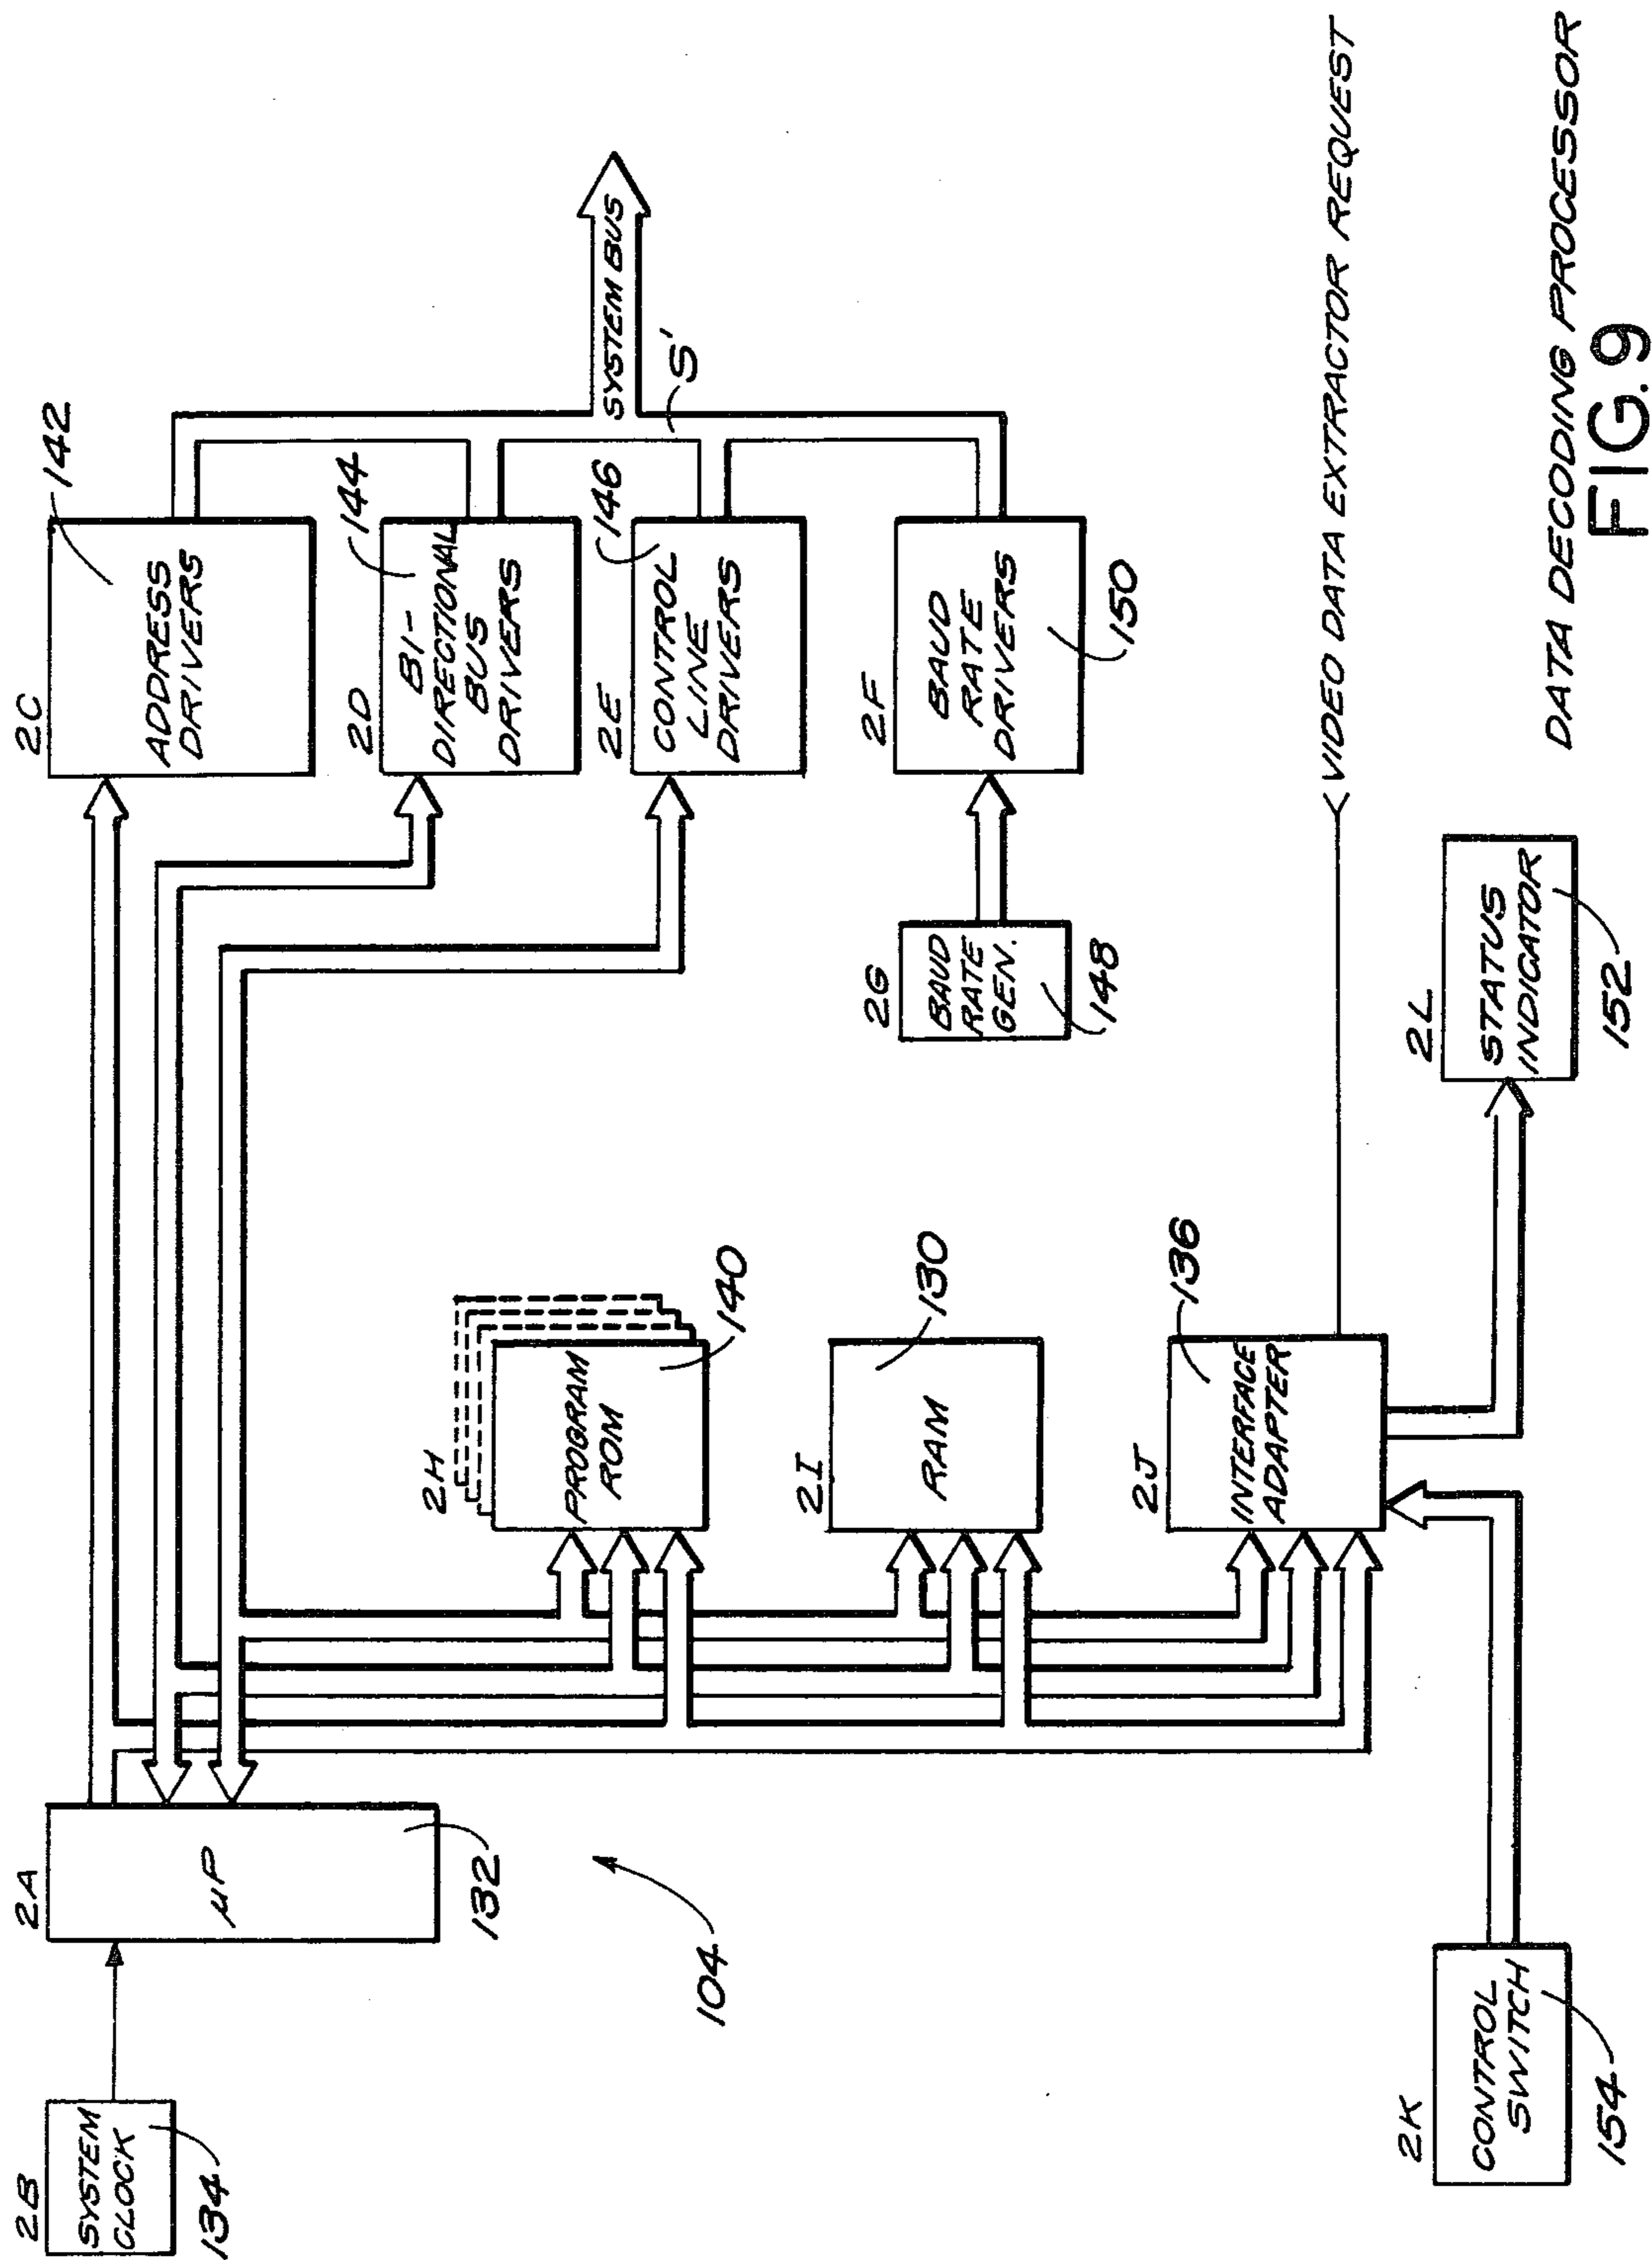 2B
SYSTEM
CLOCK
134
2A
μP
132
104
2C
ADDRESS
DRIVERS
142
2D
BI-
DIRECTIONAL
BUS
DRIVERS
144
2E
CONTROL
LINE
DRIVERS
146
SYSTEM BUS
S'
2F
BAUD
RATE
DRIVERS
150
2G
BAUD
RATE
GEN.
148
2H
PROGRAM
ROM
140
2I
RAM
130
2J
INTERFACE
ADAPTER
136
VIDEO DATA EXTRACTOR REQUEST
2K
CONTROL
SWITCH
154
2L
STATUS
INDICATOR
152
DATA DECODING PROCESSOR
FIG. 9